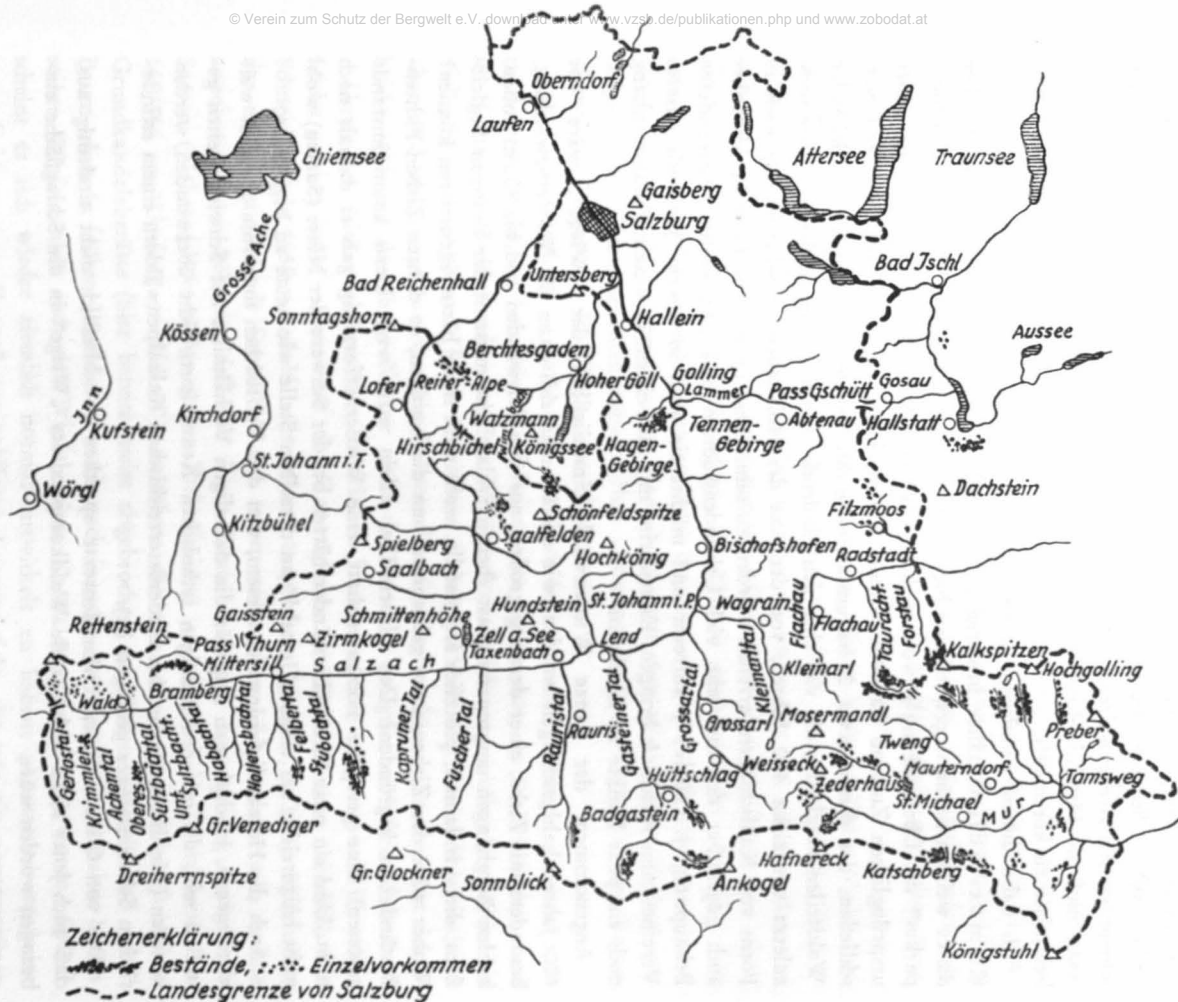 © Verein zum Schutz der Bergwelt e.V. download unter www.vzsb.de/publikationen.php und www.zobodat.at
Oberndorf
Laufen
Attersee
Traunsee
Chiemsee
Gaisberg
Salzburg
Grosse Ache
Bad Reichenhall
Untersberg
Bad Ischl
Sonntagshorn
Hallein
Kössen
Aussee
Berchtesgaden
Lofer
Reiter-Alpe
Hoher Göll
Golling
Lammer
Pass Gschütt
Gosau
Inn
Kufstein
Kirchdorf
Watzmann
Abtenau
Hallstatt
Tennen-
Gebirge
Hirschbichel
Königssee
Hagen-
Gebirge
St. Johann i. T.
Wörgl
Dachstein
Kitzbühel
Schönfeldspitze
Filzmoos
Spielberg
Saalfelden
Hochkönig
Bischofshofen
Radstadt
Saalbach
Gaisstein
Schmittenhöhe
Hundstein
St. Johann i. P.
Wagrain
Flachau
Flachau
Tauracht.
Forstau
Rettenstein
Pass Thurn
Zirmkogel
Zell a. See
Taxenbach
Lend
Kleinarltal
Kalkspitzen
Hochgolling
Mittersill
Salzach
Kleinarl
Wald
Bramberg
Gerlostal
Krimmler
Achental
Obersulzbachtal
Unt. Sulzbacht.
Habachtal
Hollersbachtal
Felbertal
Stubachtal
Kapruner Tal
Fuscher Tal
Rauristal
Rauris
Gasteiner Tal
Grossartal
Grossarl
Mosermandl
Preber
Tweng
Weisseck
Mauterndorf
Tamsweg
Hüttschlag
Zederhaus
St. Michael
Mur
Badgastein
Gr. Venediger
Dreiherrnspitze
Gr. Glockner
Sonnblick
Ankogel
Hafnereck
Katschberg
Königstuhl
Zeichenerklärung:
Bestände, Einzelvorkommen
Landesgrenze von Salzburg